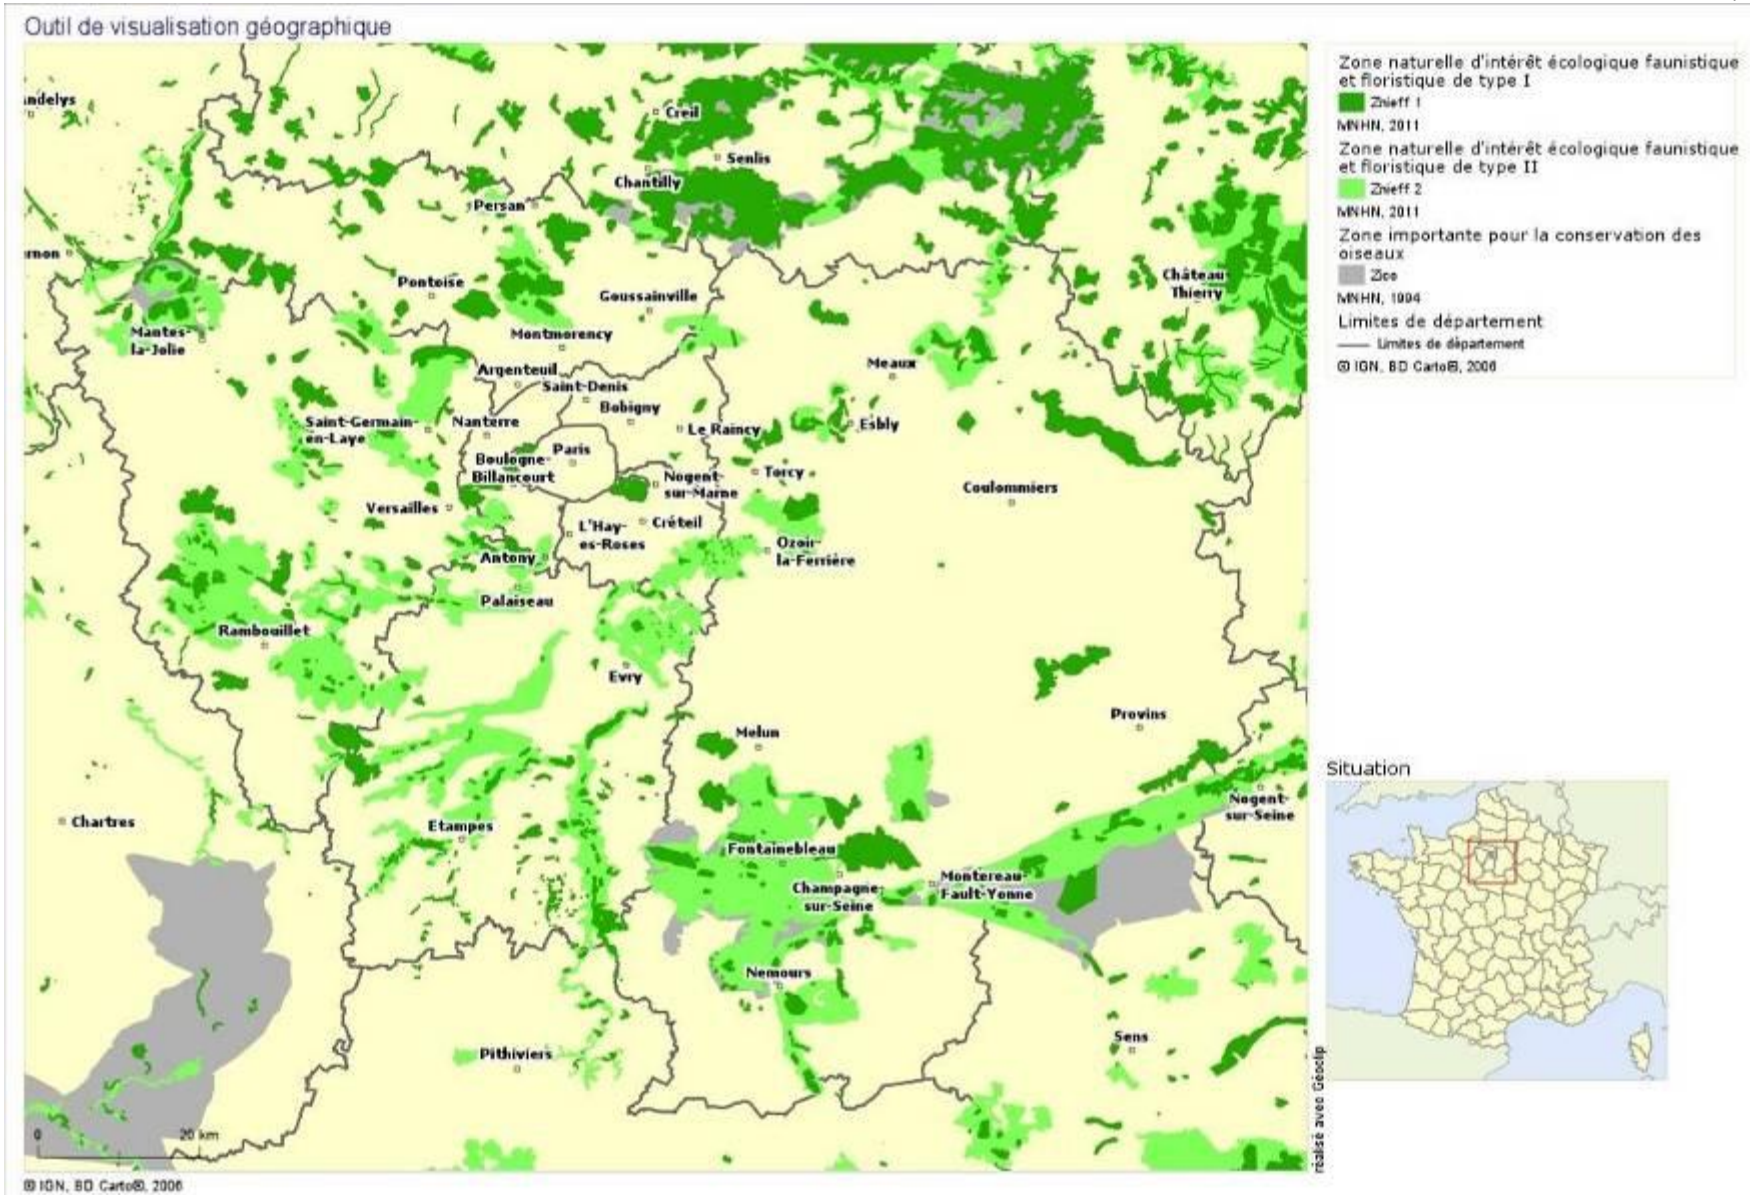 Outil de visualisation géographique
ndelys
Creil
Senlis
Chantilly
Persan
rnon
Pontoise
Goussainville
Château-
Thierry
Mantes-
la-Jolie
Montmorency
Meaux
Argenteuil
Saint-Denis
Bobigny
Saint-Germain-
en-Laye
Nanterre
Le Raincy
Esbly
Paris
Boulogne-
Billancourt
Nogent-
sur-Marne
Torcy
Coulommiers
Versailles
L'Hay-
es-Roses
Créteil
Antony
Ozoir-
la-Ferrière
Palaiseau
Rambouillet
Evry
Provins
Melun
Chartres
Etampes
Nogent-
sur-Seine
Fontainebleau
Champagne-
sur-Seine
Montereau-
Fault-Yonne
Nemours
Pithiviers
Sens
0
20 km
© IGN, BD Carto®, 2006
réalisé avec Géoclip
Zone naturelle d'intérêt écologique faunistique
et floristique de type I
Znieff 1
MNHN, 2011
Zone naturelle d'intérêt écologique faunistique
et floristique de type II
Znieff 2
MNHN, 2011
Zone importante pour la conservation des
oiseaux
Zico
MNHN, 1994
Limites de département
Limites de département
© IGN, BD Carto®, 2006
Situation